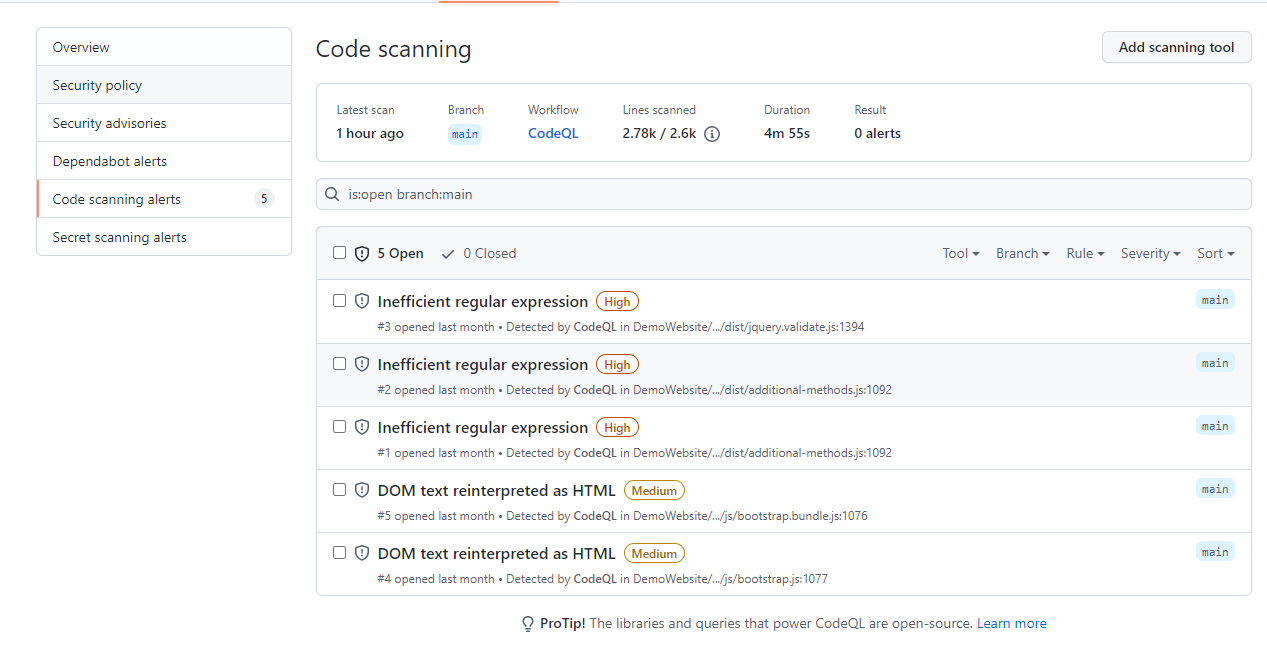 Overview
Security policy
Security advisories
Dependabot alerts
Code scanning alerts 5
Secret scanning alerts
Code scanning
Add scanning tool
Latest scan Branch Workflow Lines scanned Duration Result
1 hour ago main CodeQL 2.78k / 2.6k 4m 55s 0 alerts
is:open branch:main
5 Open 0 Closed Tool Branch Rule Severity Sort
Inefficient regular expression High main
#3 opened last month • Detected by CodeQL in DemoWebsite/.../dist/jquery.validate.js:1394
Inefficient regular expression High main
#2 opened last month • Detected by CodeQL in DemoWebsite/.../dist/additional-methods.js:1092
Inefficient regular expression High main
#1 opened last month • Detected by CodeQL in DemoWebsite/.../dist/additional-methods.js:1092
DOM text reinterpreted as HTML Medium main
#5 opened last month • Detected by CodeQL in DemoWebsite/.../js/bootstrap.bundle.js:1076
DOM text reinterpreted as HTML Medium main
#4 opened last month • Detected by CodeQL in DemoWebsite/.../js/bootstrap.js:1077
ProTip! The libraries and queries that power CodeQL are open-source. Learn more